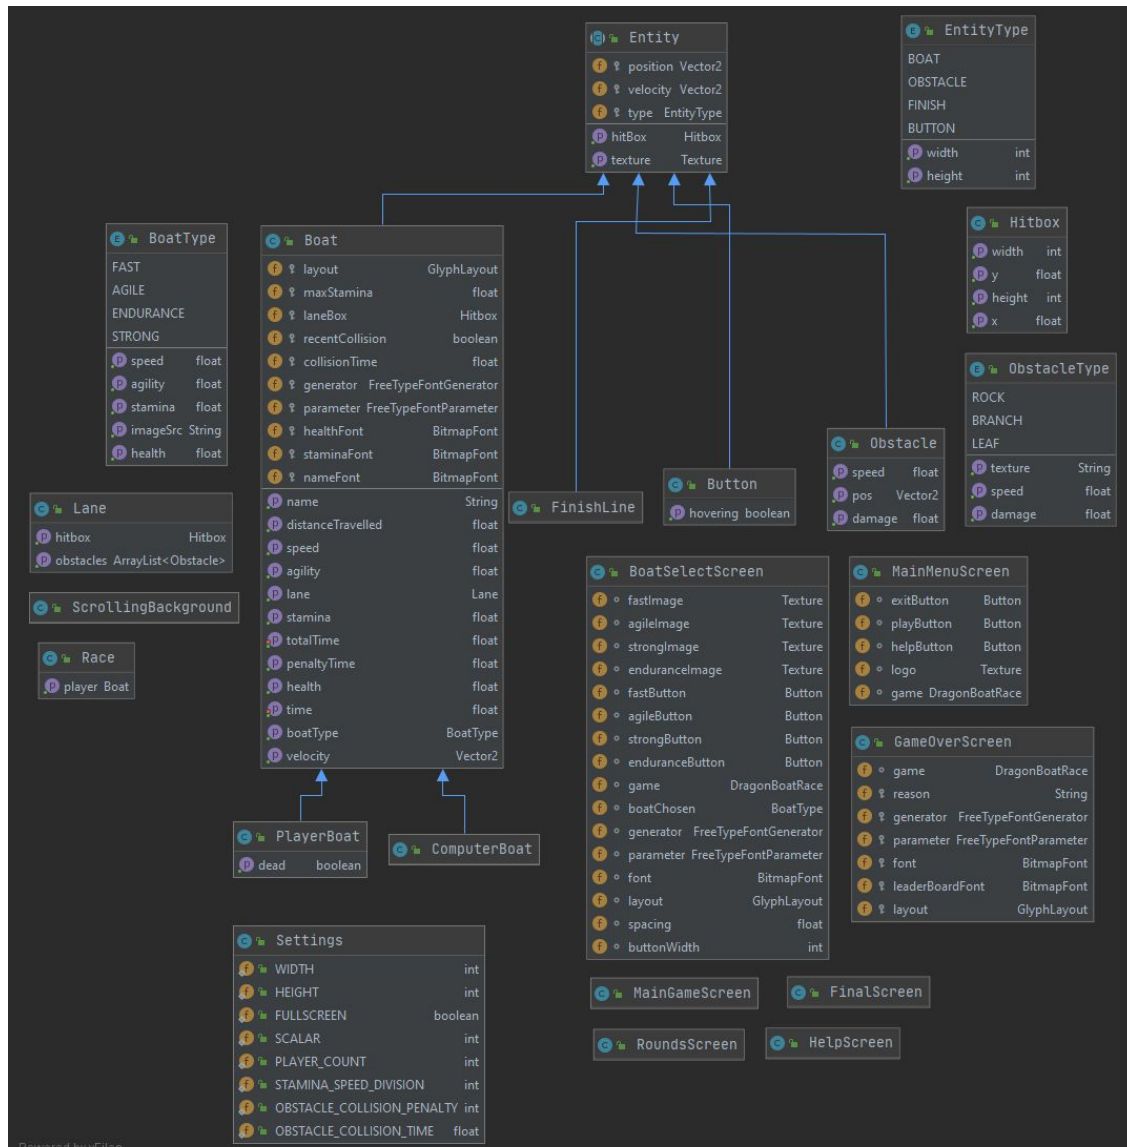 Entity
position Vector2
velocity Vector2
type EntityType
hitBox Hitbox
texture Texture
EntityType
BOAT
OBSTACLE
FINISH
BUTTON
width int
height int
BoatType
FAST
AGILE
ENDURANCE
STRONG
speed float
agility float
stamina float
imageSrc String
health float
Boat
layout GlyphLayout
maxStamina float
laneBox Hitbox
recentCollision boolean
collisionTime float
generator FreeTypeFontGenerator
parameter FreeTypeFontParameter
healthFont BitmapFont
staminaFont BitmapFont
nameFont BitmapFont
name String
distanceTravelled float
speed float
agility float
lane Lane
stamina float
totalTime float
penaltyTime float
health float
time float
boatType BoatType
velocity Vector2
Hitbox
width int
y float
height int
x float
ObstacleType
ROCK
BRANCH
LEAF
texture String
speed float
damage float
Obstacle
speed float
pos Vector2
damage float
Button
hovering boolean
FinishLine
Lane
hitbox Hitbox
obstacles ArrayList<Obstacle>
ScrollingBackground
Race
player Boat
BoatSelectScreen
fastImage Texture
agileImage Texture
strongImage Texture
enduranceImage Texture
fastButton Button
agileButton Button
strongButton Button
enduranceButton Button
game DragonBoatRace
boatChosen BoatType
generator FreeTypeFontGenerator
parameter FreeTypeFontParameter
font BitmapFont
layout GlyphLayout
spacing float
buttonWidth int
MainMenuScreen
exitButton Button
playButton Button
helpButton Button
logo Texture
game DragonBoatRace
GameOverScreen
game DragonBoatRace
reason String
generator FreeTypeFontGenerator
parameter FreeTypeFontParameter
font BitmapFont
leaderBoardFont BitmapFont
layout GlyphLayout
PlayerBoat
dead boolean
ComputerBoat
Settings
WIDTH int
HEIGHT int
FULLSCREEN boolean
SCALAR int
PLAYER_COUNT int
STAMINA_SPEED_DIVISION int
OBSTACLE_COLLISION_PENALTY int
OBSTACLE_COLLISION_TIME float
MainGameScreen
FinalScreen
RoundsScreen
HelpScreen